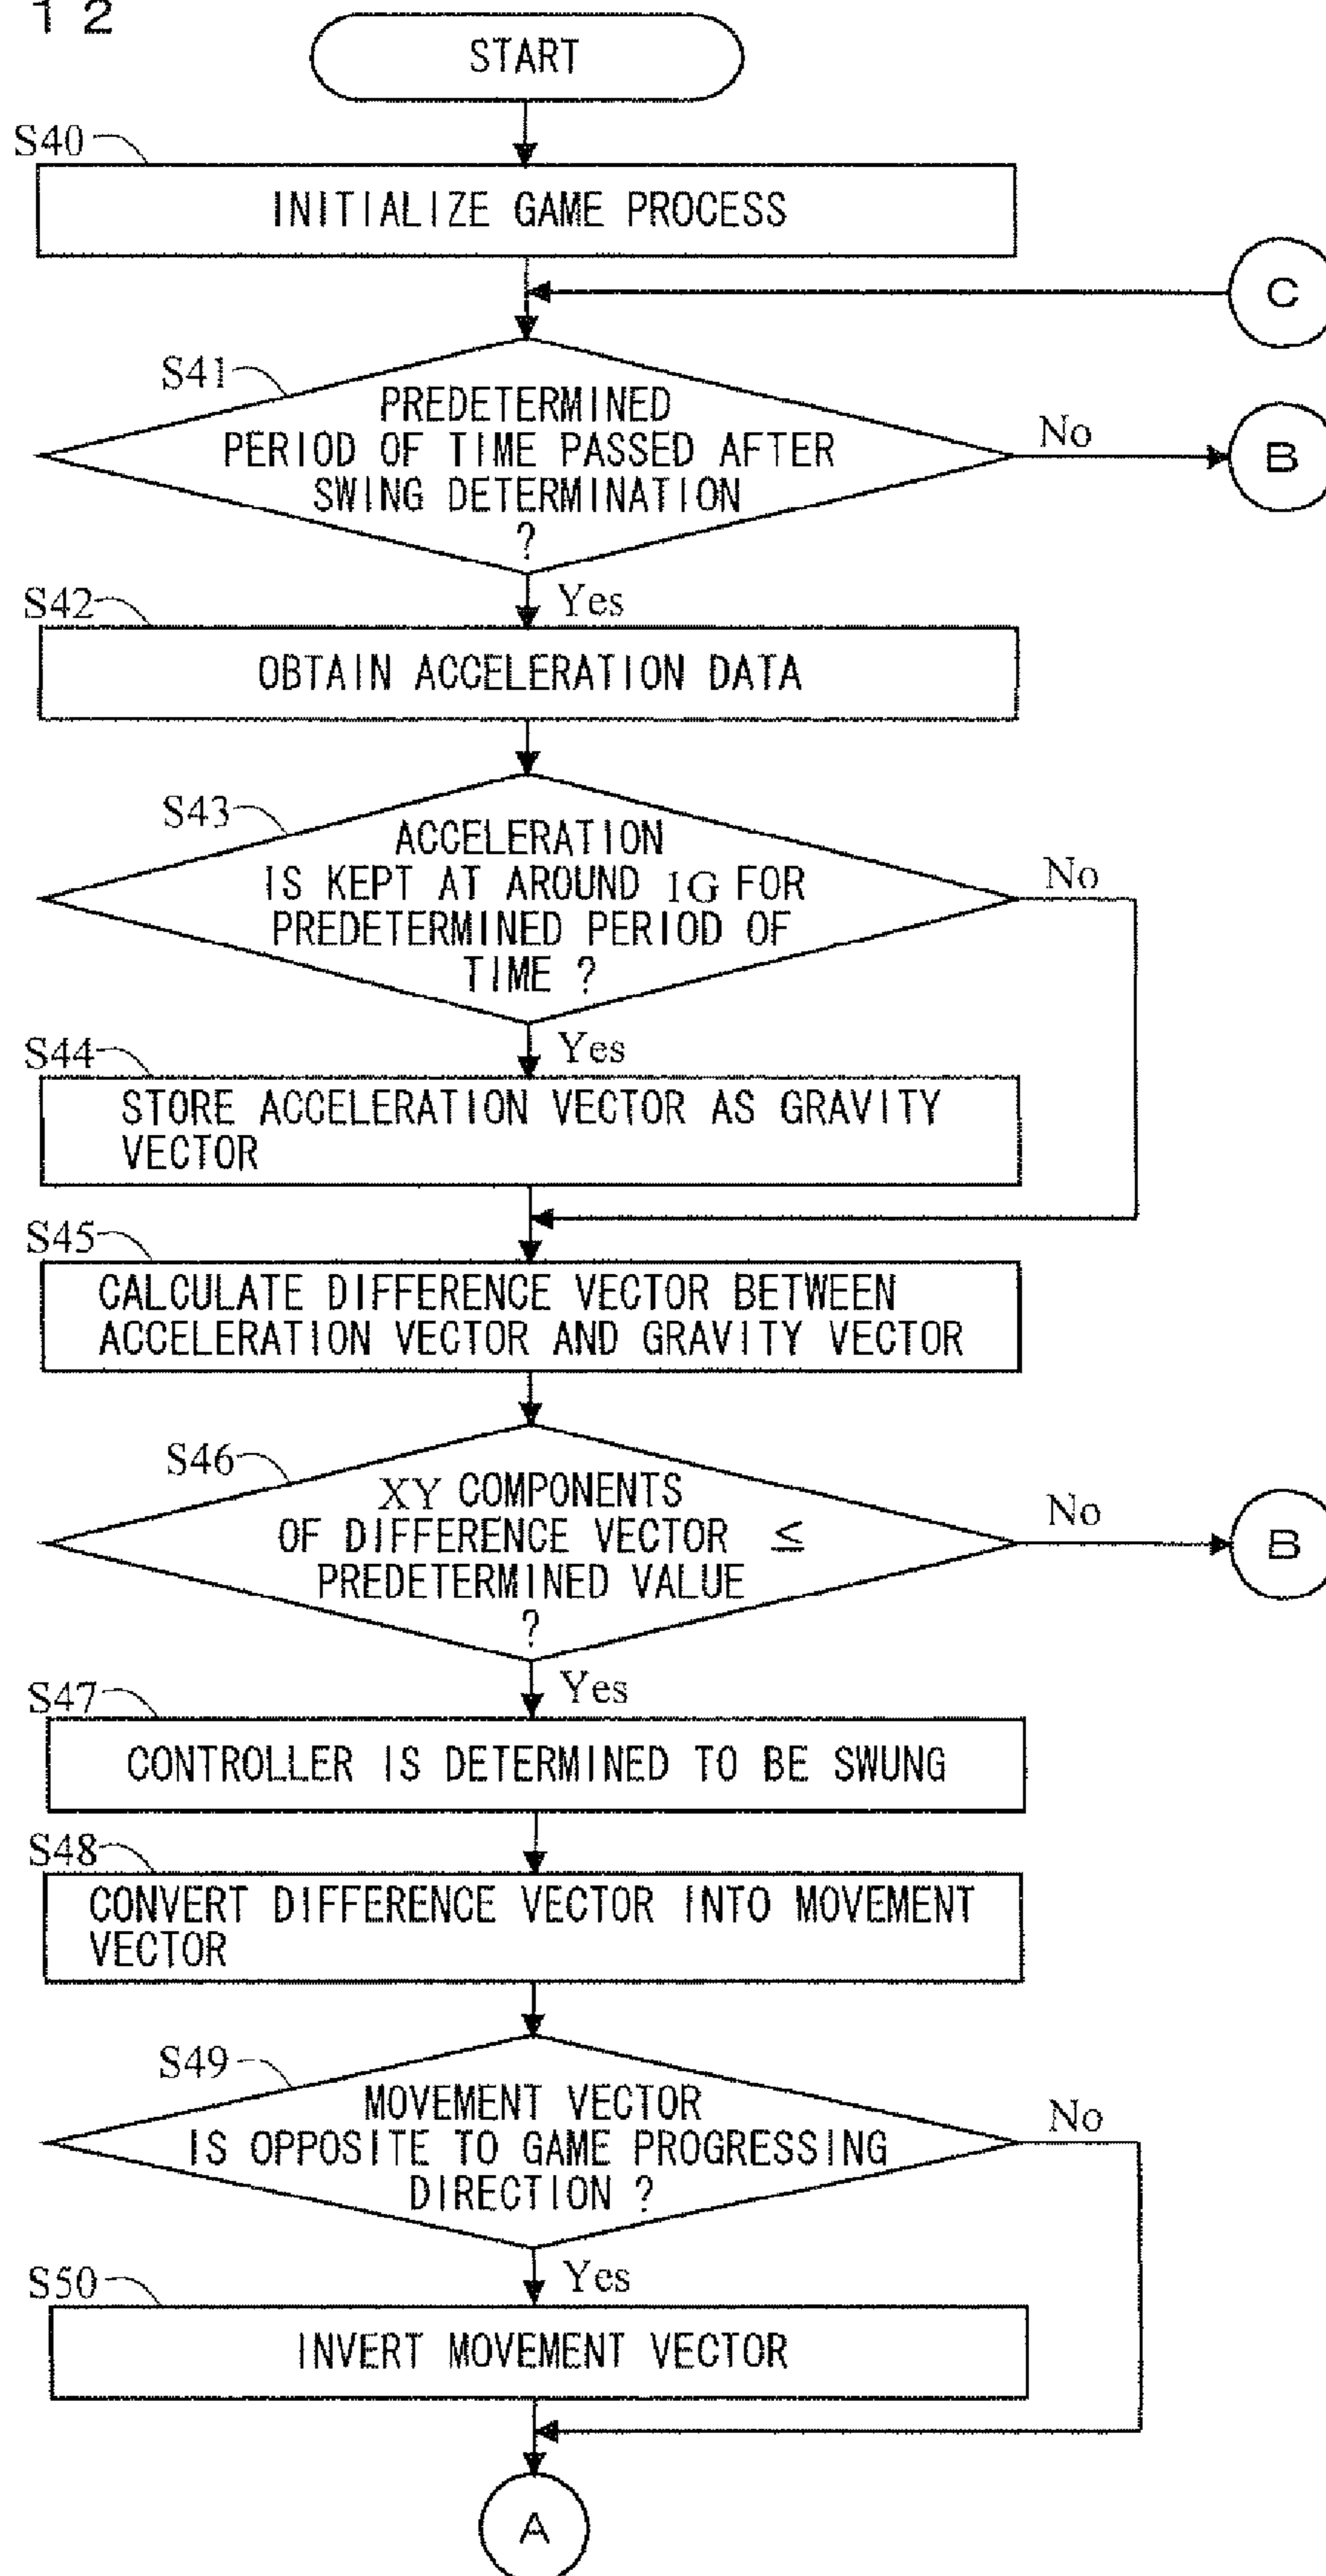 12
START
S40
INITIALIZE GAME PROCESS
C
S41
PREDETERMINED
PERIOD OF TIME PASSED AFTER
SWING DETERMINATION
?
No
B
Yes
S42
OBTAIN ACCELERATION DATA
S43
ACCELERATION
IS KEPT AT AROUND 1G FOR
PREDETERMINED PERIOD OF
TIME ?
No
Yes
S44
STORE ACCELERATION VECTOR AS GRAVITY
VECTOR
S45
CALCULATE DIFFERENCE VECTOR BETWEEN
ACCELERATION VECTOR AND GRAVITY VECTOR
S46
XY COMPONENTS
OF DIFFERENCE VECTOR ≤
PREDETERMINED VALUE
?
No
B
Yes
S47
CONTROLLER IS DETERMINED TO BE SWUNG
S48
CONVERT DIFFERENCE VECTOR INTO MOVEMENT
VECTOR
S49
MOVEMENT VECTOR
IS OPPOSITE TO GAME PROGRESSING
DIRECTION ?
No
Yes
S50
INVERT MOVEMENT VECTOR
A